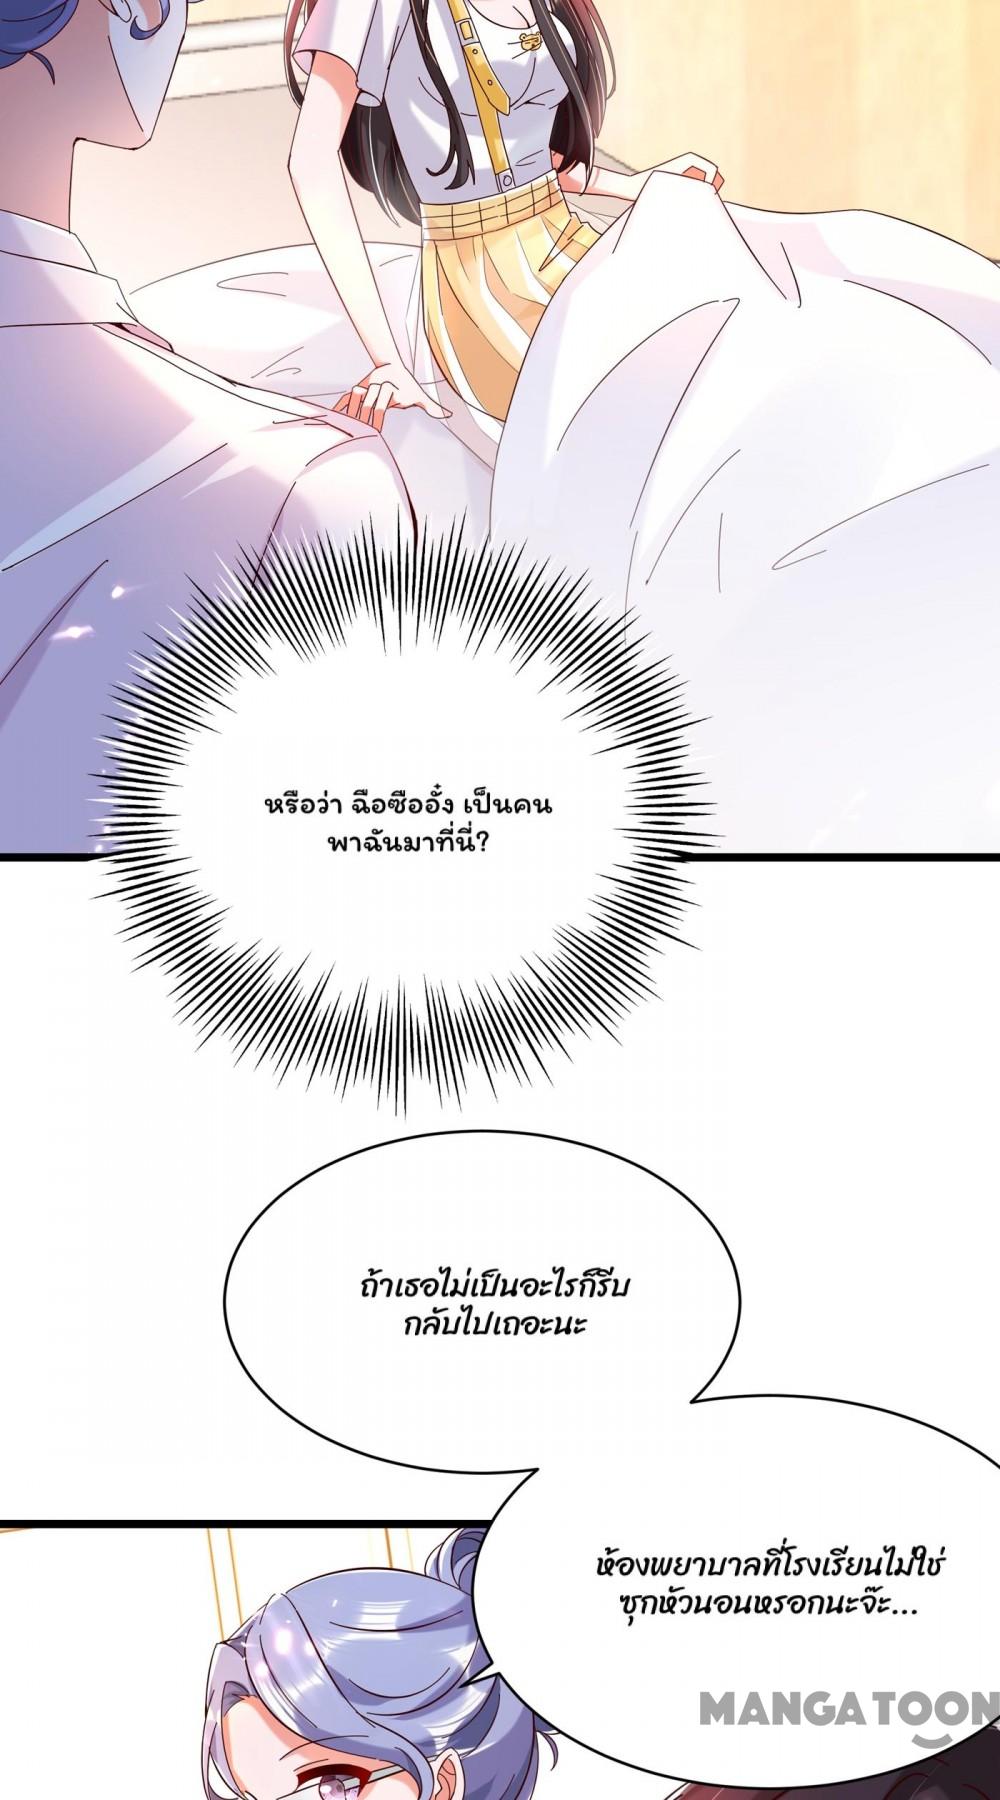 หรือว่า ฉือซืออั๋ง เป็นคน
พาฉันมาที่นี่?
ถ้าเธอไม่เป็นอะไรก็รีบ
กลับไปเถอะนะ
ห้องพยาบาลที่โรงเรียนไม่ใช่
ซุกหัวนอนหรอกนะจ๊ะ...
MANGATOON